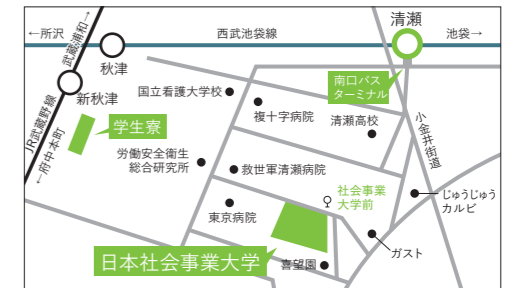 ←所沢
武蔵浦和→
西武池袋線
清瀬
池袋→
秋津
新秋津
JR武蔵野線
←府中本町
学生寮
国立看護大学校
複十字病院
南口バス
ターミナル
清瀬高校
小金井街道
労働安全衛生
総合研究所
救世軍清瀬病院
社会事業
大学前
じゅうじゅう
カルビ
東京病院
ガスト
日本社会事業大学
喜望園